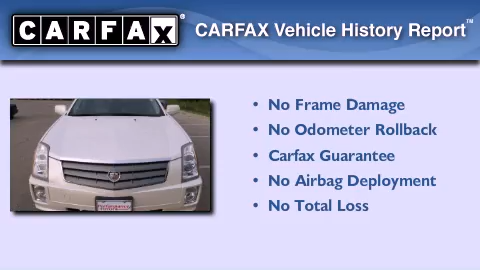 CARFAX® CARFAX Vehicle History Report™
• No Frame Damage
• No Odometer Rollback
• Carfax Guarantee
• No Airbag Deployment
• No Total Loss